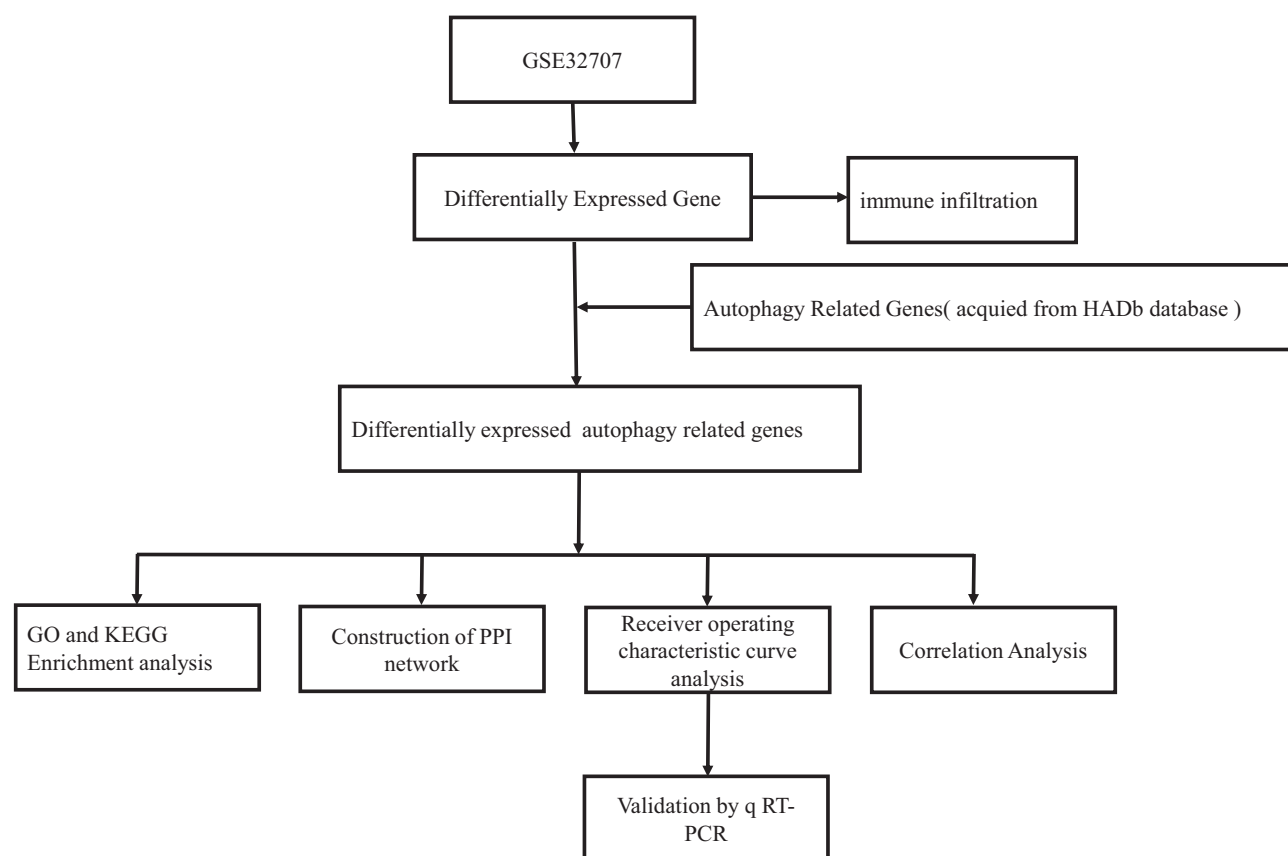 GSE32707
Differentially Expressed Gene
immune infiltration
Autophagy Related Genes( acquied from HADb database )
Differentially expressed autophagy related genes
GO and KEGG
Enrichment analysis
Construction of PPI
network
Receiver operating
characteristic curve
analysis
Correlation Analysis
Validation by q RT-
PCR